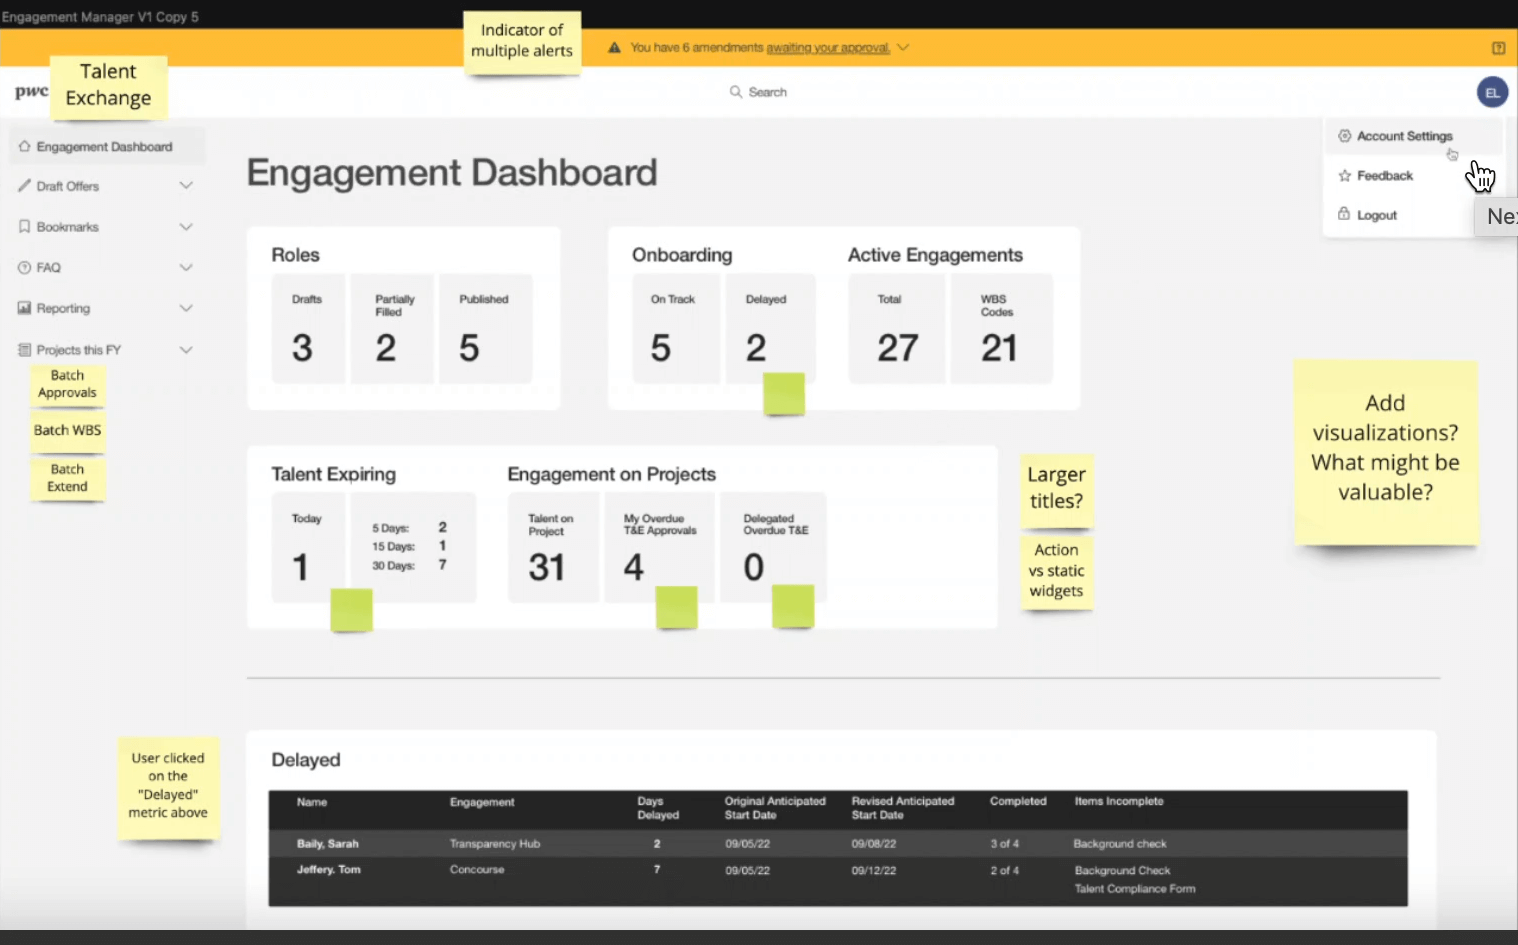 Engagement Manager V1 Copy 5
Indicator of
multiple alerts
You have 6 amendments awaiting your approval.
pwc
Talent
Exchange
Search
EL
Engagement Dashboard
Draft Offers
Bookmarks
FAQ
Reporting
Projects this FY
Batch
Approvals
Batch WBS
Batch
Extend
Account Settings
Feedback
Logout
Engagement Dashboard
Roles
Drafts
3
Partially
Filled
2
Published
5
Onboarding
On Track
5
Delayed
2
Active Engagements
Total
27
WBS
Codes
21
Talent Expiring
Today
1
5 Days: 2
15 Days: 1
30 Days: 7
Engagement on Projects
Talent on
Project
31
My Overdue
T&E Approvals
4
Delegated
Overdue T&E
0
Larger
titles?
Action
vs static
widgets
Add
visualizations?
What might be
valuable?
User clicked
on the
"Delayed"
metric above
Delayed
Name Engagement Days Delayed Original Anticipated Start Date Revised Anticipated Start Date Completed Items Incomplete
Baily, Sarah Transparency Hub 2 09/05/22 09/08/22 3 of 4 Background check
Jeffery. Tom Concourse 7 09/05/22 09/12/22 2 of 4 Background Check
Talent Compliance Form